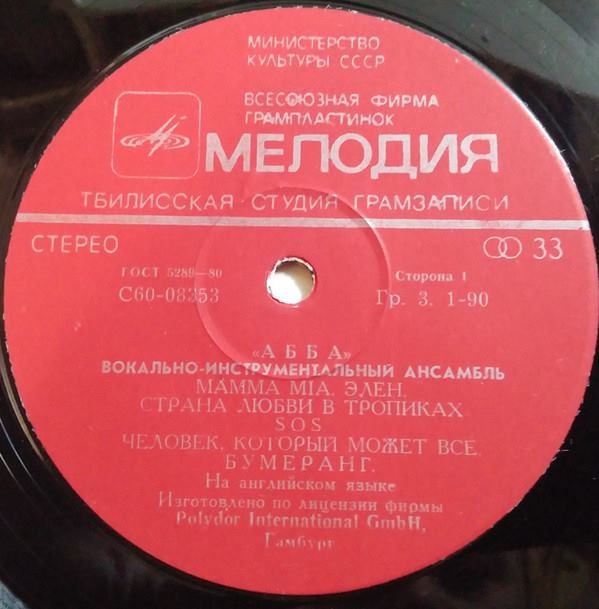 МИНИСТЕРСТВО
КУЛЬТУРЫ СССР
ВСЕСОЮЗНАЯ ФИРМА
ГРАМПЛАСТИНОК
МЕЛОДИЯ
ТБИЛИССКАЯ СТУДИЯ ГРАМЗАПИСИ
СТЕРЕО
33
ГОСТ 5289—80
Сторона 1
С60-08353
Гр. 3. 1-90
«АББА»
ВОКАЛЬНО-ИНСТРУМЕНТАЛЬНЫЙ АНСАМБЛЬ
MAMMA MIA. ЭЛЕН.
СТРАНА ЛЮБВИ В ТРОПИКАХ
SOS
ЧЕЛОВЕК, КОТОРЫЙ МОЖЕТ ВСЕ.
БУМЕРАНГ.
На английском языке
Изготовлено по лицензии фирмы
Polydor International GmbH,
Гамбург